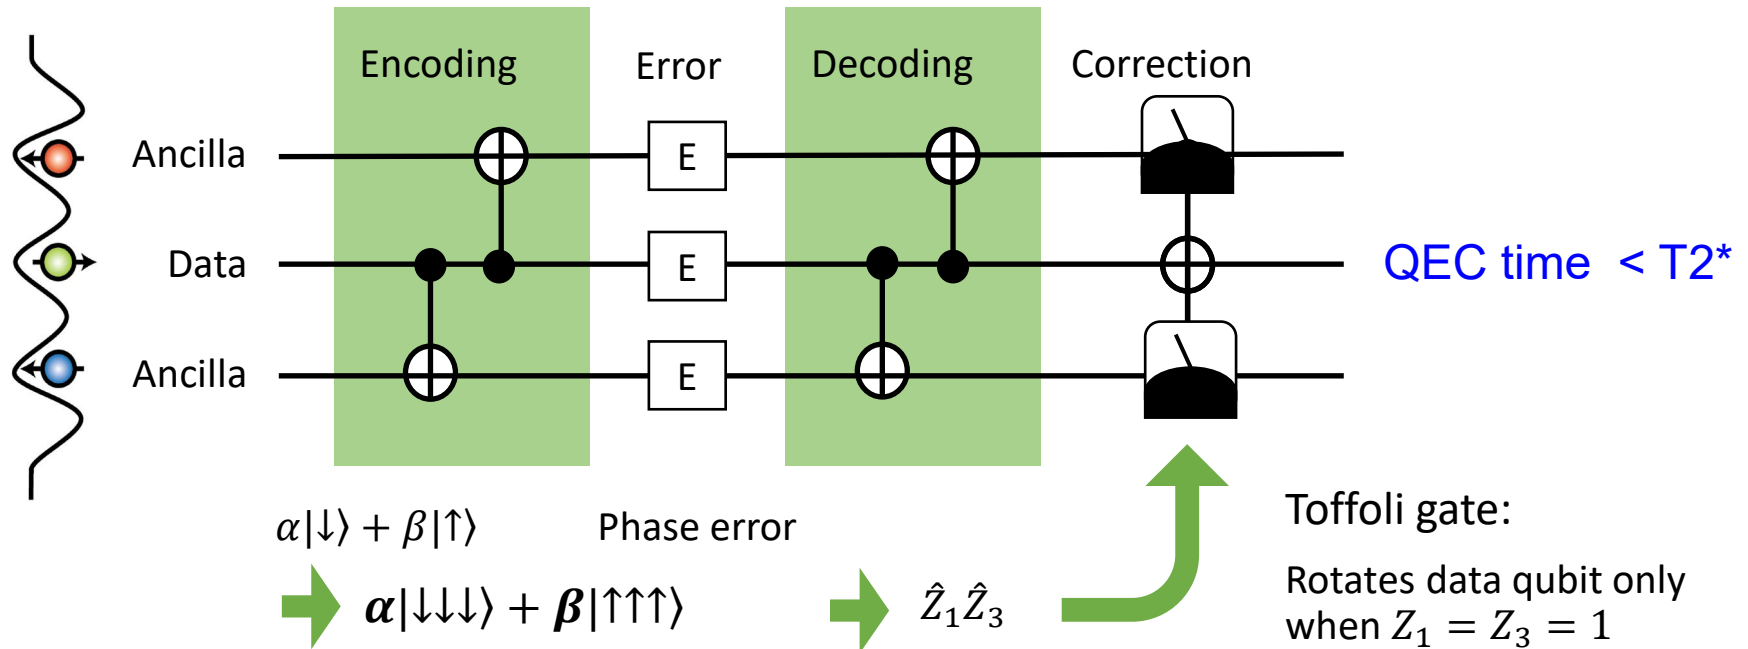 Encoding Error Decoding Correction
Ancilla E
Data E QEC time < T2*
Ancilla E
α|↓⟩ + β|↑⟩ Phase error
α|↓↓↓⟩ + β|↑↑↑⟩ Ẑ₁Ẑ₃
Toffoli gate:
Rotates data qubit only
when Z₁ = Z₃ = 1